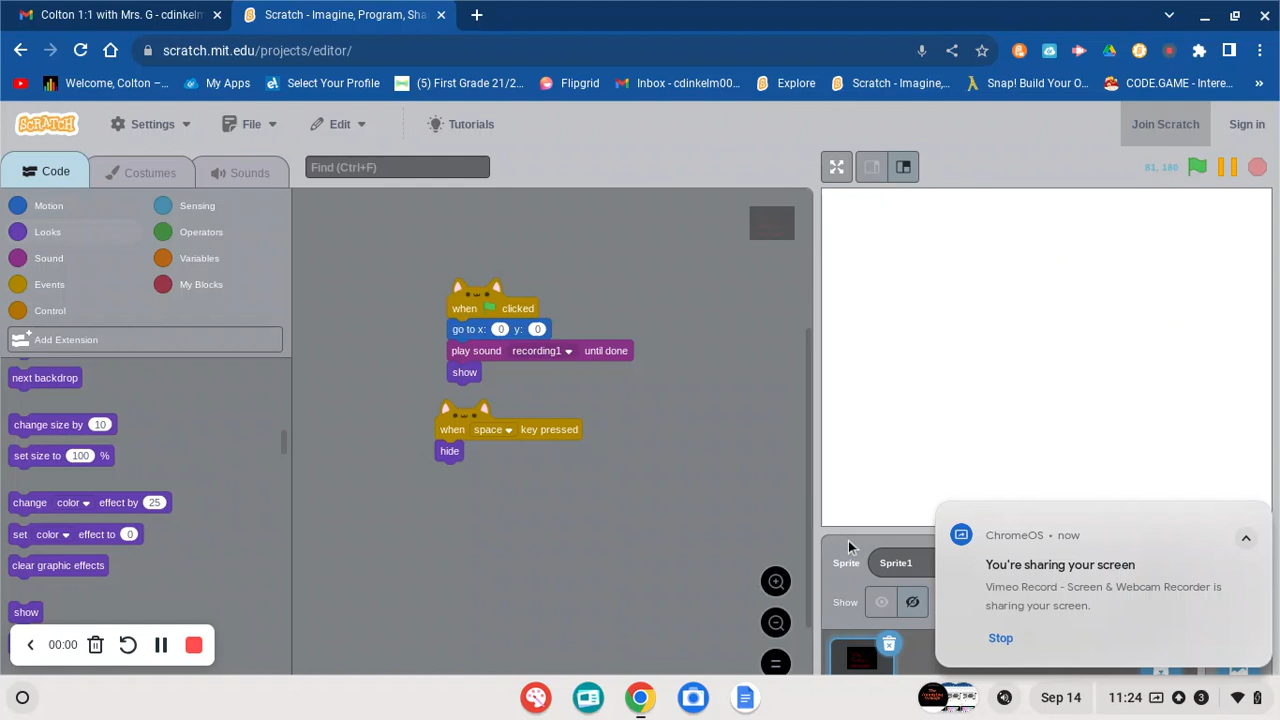 Colton 1:1 with Mrs. G - cdinkelm
Scratch - Imagine, Program, Sha
scratch.mit.edu/projects/editor/
Welcome, Colton –...
My Apps
Select Your Profile
(5) First Grade 21/2...
Flipgrid
Inbox - cdinkelm00...
Explore
Scratch - Imagine,...
Snap! Build Your O...
CODE.GAME - Intere...
SCRATCH
Settings
File
Edit
Tutorials
Join Scratch
Sign in
Code
Costumes
Sounds
Find (Ctrl+F)
81, 180
Motion
Sensing
Looks
Operators
Sound
Variables
Events
My Blocks
Control
Add Extension
next backdrop
change size by 10
set size to 100 %
change color effect by 25
set color effect to 0
clear graphic effects
show
when clicked
go to x: 0 y: 0
play sound recording1 until done
show
when space key pressed
hide
00:00
Sprite
Sprite1
Show
ChromeOS • now
You're sharing your screen
Vimeo Record - Screen & Webcam Recorder is
sharing your screen.
Stop
Sep 14
11:24
3